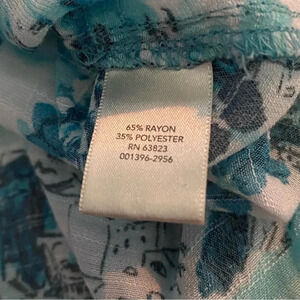 65% RAYON
35% POLYESTER
RN 63823
001396-2956